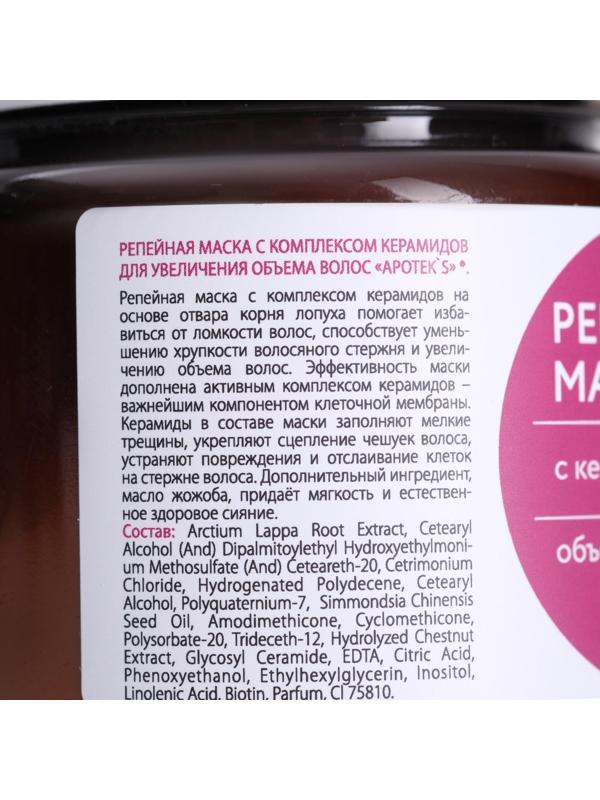 РЕПЕЙНАЯ МАСКА С КОМПЛЕКСОМ КЕРАМИДОВ
ДЛЯ УВЕЛИЧЕНИЯ ОБЪЕМА ВОЛОС «APOTEK`S» ®.
Репейная маска с комплексом керамидов на
основе отвара корня лопуха помогает изба-
виться от ломкости волос, способствует умень-
шению хрупкости волосяного стержня и увели-
чению объема волос. Эффективность маски
дополнена активным комплексом керамидов –
важнейшим компонентом клеточной мембраны.
Керамиды в составе маски заполняют мелкие
трещины, укрепляют сцепление чешуек волоса,
устраняют повреждения и отслаивание клеток
на стержне волоса. Дополнительный ингредиент,
масло жожоба, придаёт мягкость и естествен-
ное здоровое сияние.
Состав: Arctium Lappa Root Extract, Cetearyl
Alcohol (And) Dipalmitoylethyl Hydroxyethylmoni-
um Methosulfate (And) Ceteareth-20, Cetrimonium
Chloride, Hydrogenated Polydecene, Cetearyl
Alcohol, Polyquaternium-7, Simmondsia Chinensis
Seed Oil, Amodimethicone, Cyclomethicone,
Polysorbate-20, Trideceth-12, Hydrolyzed Chestnut
Extract, Glycosyl Ceramide, EDTA, Citric Acid,
Phenoxyethanol, Ethylhexylglycerin, Inositol,
Linolenic Acid, Biotin, Parfum, CI 75810.
РЕ
МА
с ке
объ